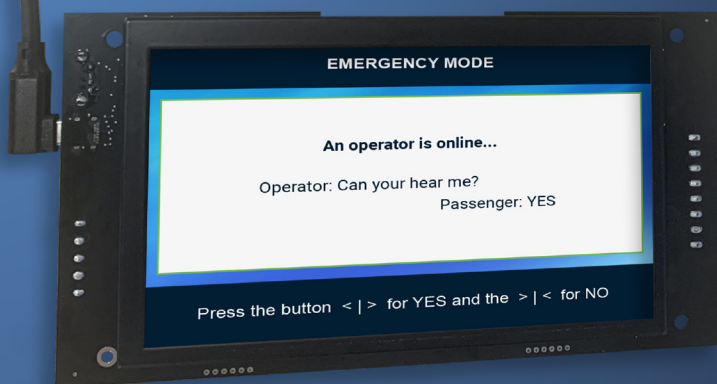 EMERGENCY MODE
An operator is online...
Operator: Can your hear me?
Passenger: YES
Press the button < | > for YES and the > | < for NO